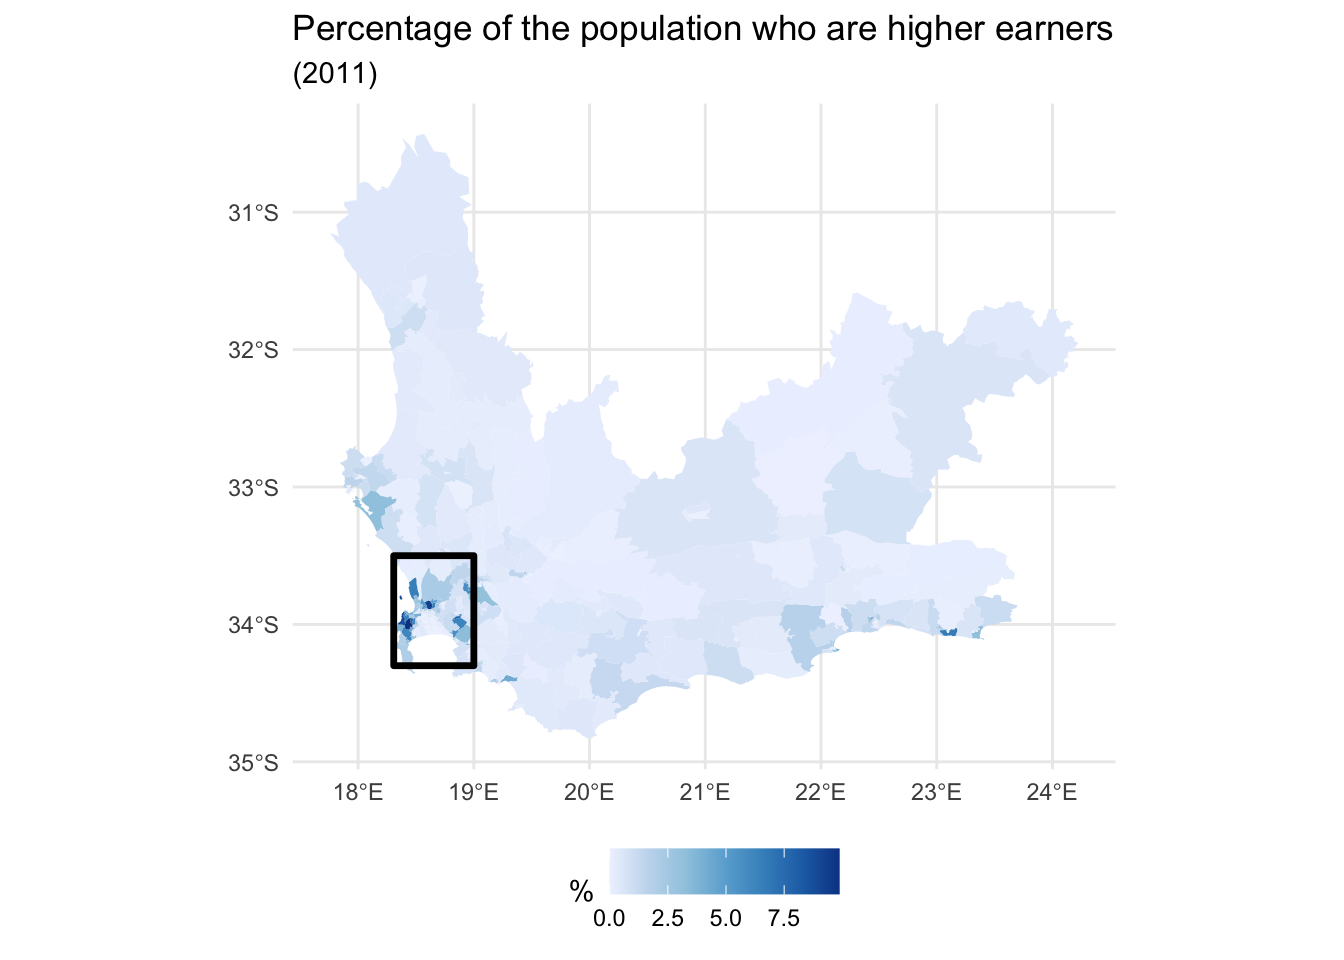 Percentage of the population who are higher earners
(2011)
31°S
32°S
33°S
34°S
35°S
18°E 19°E 20°E 21°E 22°E 23°E 24°E
%
0.0 2.5 5.0 7.5